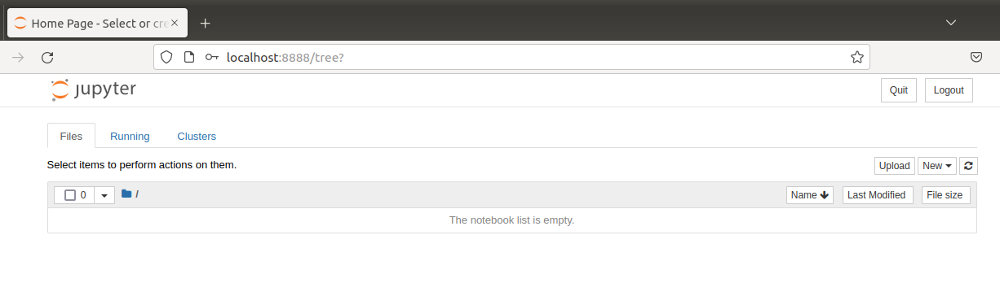 Home Page - Select or cre
localhost:8888/tree?
jupyter
Quit
Logout
Files
Running
Clusters
Select items to perform actions on them.
Upload
New
0
/
Name
Last Modified
File size
The notebook list is empty.